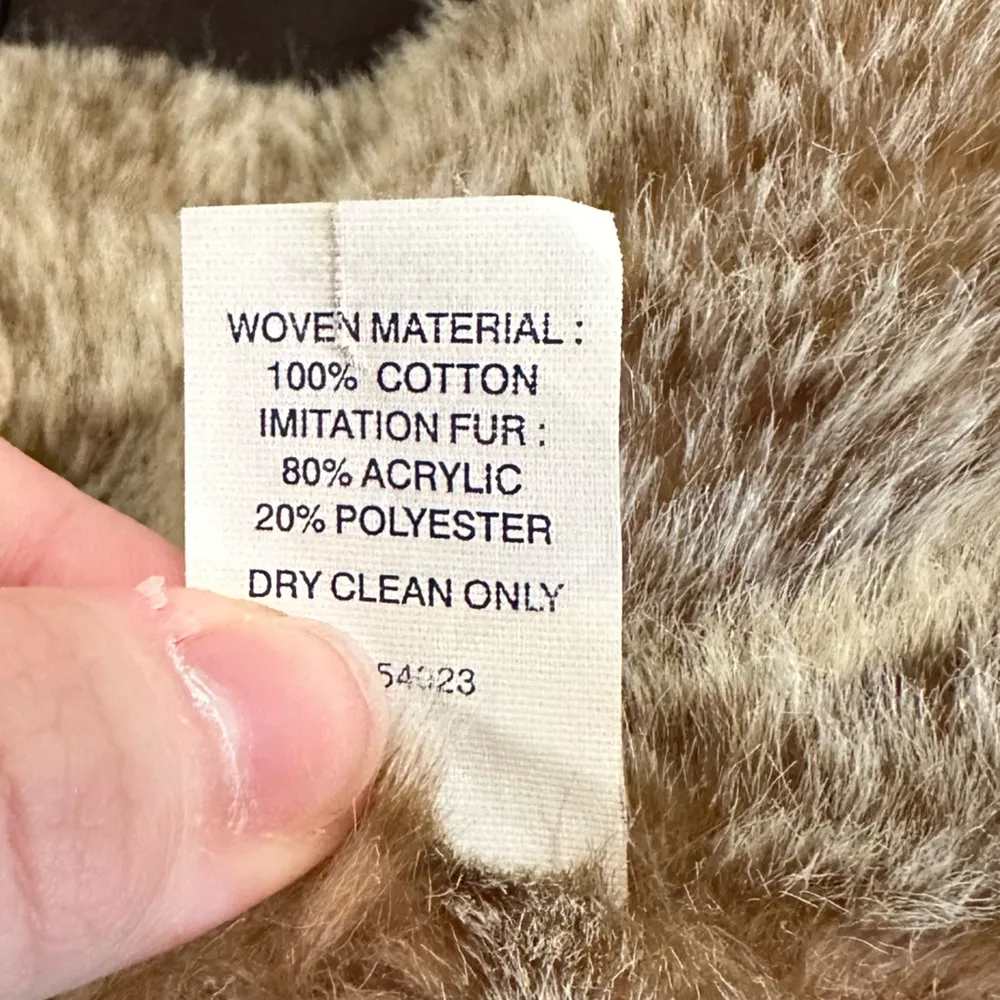 WOVEN MATERIAL :
100% COTTON
IMITATION FUR :
80% ACRYLIC
20% POLYESTER
DRY CLEAN ONLY